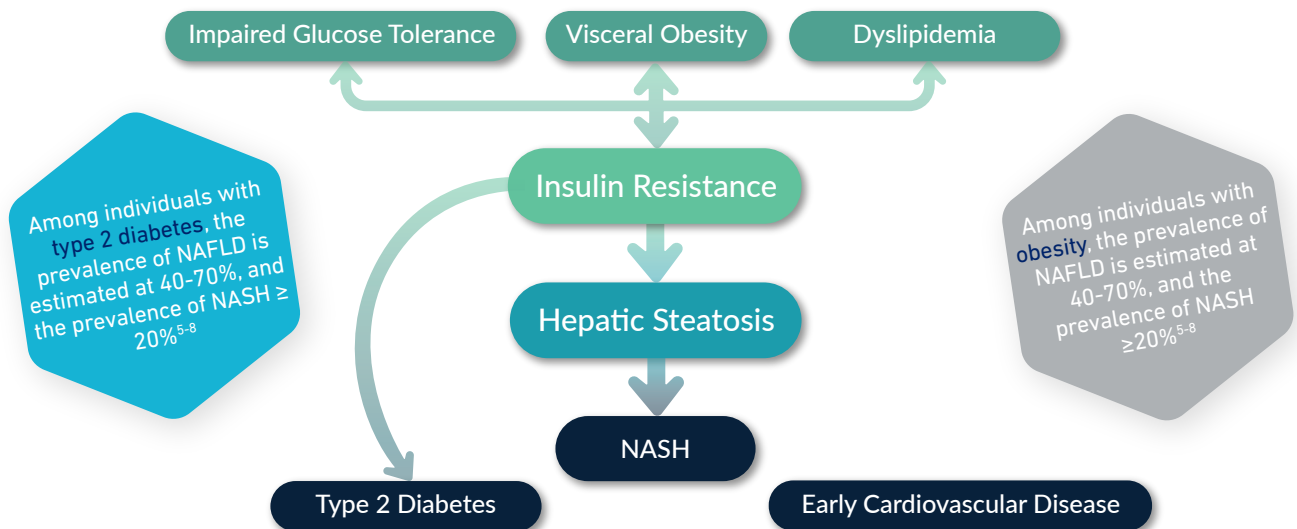 Impaired Glucose Tolerance
Visceral Obesity
Dyslipidemia
Among individuals with
type 2 diabetes, the
prevalence of NAFLD is
estimated at 40-70%, and
the prevalence of NASH ≥
20%5-8
Insulin Resistance
Hepatic Steatosis
NASH
Among individuals with
obesity, the prevalence of
NAFLD is estimated at
40-70%, and the
prevalence of NASH
≥20%5-8
Type 2 Diabetes
Early Cardiovascular Disease